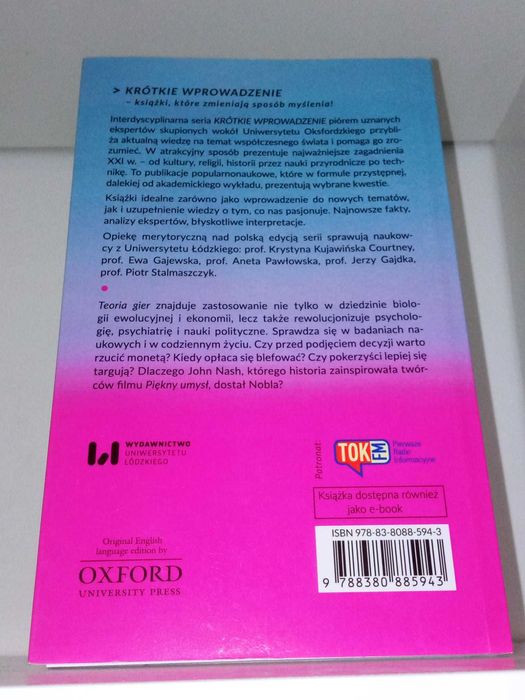 > KRÓTKIE WPROWADZENIE
– książki, które zmieniają sposób myślenia!
Interdyscyplinarna seria KRÓTKIE WPROWADZENIE piórem uznanych
ekspertów skupionych wokół Uniwersytetu Oksfordzkiego przybli-
ża aktualną wiedzę na temat współczesnego świata i pomaga go zro-
zumieć. W atrakcyjny sposób prezentuje najważniejsze zagadnienia
XXI w. – od kultury, religii, historii przez nauki przyrodnicze po tech-
nikę. To publikacje popularnonaukowe, które w formule przystępnej,
dalekiej od akademickiego wykładu, prezentują wybrane kwestie.
Książki idealne zarówno jako wprowadzenie do nowych tematów,
jak i uzupełnienie wiedzy o tym, co nas pasjonuje. Najnowsze fakty,
analizy ekspertów, błyskotliwe interpretacje.
Opiekę merytoryczną nad polską edycją serii sprawują naukow-
cy z Uniwersytetu Łódzkiego: prof. Krystyna Kujawińska Courtney,
prof. Ewa Gajewska, prof. Aneta Pawłowska, prof. Jerzy Gajdka,
prof. Piotr Stalmaszczyk.
Teoria gier znajduje zastosowanie nie tylko w dziedzinie biolo-
gii ewolucyjnej i ekonomii, lecz także rewolucjonizuje psycholo-
gię, psychiatrię i nauki polityczne. Sprawdza się w badaniach na-
ukowych i w codziennym życiu. Czy przed podjęciem decyzji warto
rzucić monetą? Kiedy opłaca się blefować? Czy pokerzyści lepiej się
targują? Dlaczego John Nash, którego historia zainspirowała twór-
ców filmu Piękny umysł, dostał Nobla?
WYDAWNICTWO
UNIWERSYTETU
ŁÓDZKIEGO
Patronat:
TOK FM
Pierwsze
Radio
Informacyjne
Książka dostępna również
jako e-book
Original English
language edition by
OXFORD
UNIVERSITY PRESS
ISBN 978-83-8088-594-3
9 788380 885943